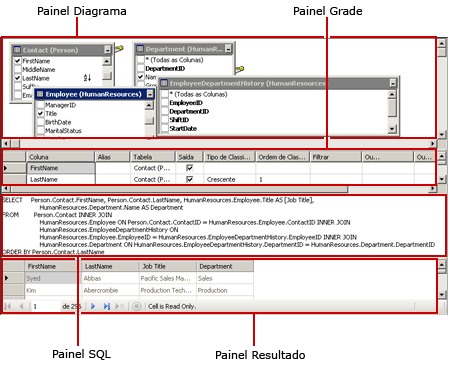 Painel Diagrama
Painel Grade
Contact (Person)
FirstName
MiddleName
LastName
Department (HumanR...
* (Todas as Colunas)
DepartmentID
Employee (HumanResources)
ManagerID
Title
BirthDate
MaritalStatus
EmployeeDepartmentHistory (HumanResources
* (Todas as Colunas)
EmployeeID
DepartmentID
ShiftID
StartDate
Coluna Alias Tabela Saída Tipo de Classi... Ordem de Clas... Filtrar Ou... Ou...
FirstName Contact (P...
LastName Contact (P... Crescente 1
SELECT Person.Contact.FirstName, Person.Contact.LastName, HumanResources.Employee.Title AS [Job Title],
HumanResources.Department.Name AS Department
FROM Person.Contact INNER JOIN
HumanResources.Employee ON Person.Contact.ContactID = HumanResources.Employee.ContactID INNER JOIN
HumanResources.EmployeeDepartmentHistory ON
HumanResources.Employee.EmployeeID = HumanResources.EmployeeDepartmentHistory.EmployeeID INNER JOIN
HumanResources.Department ON HumanResources.EmployeeDepartmentHistory.DepartmentID = HumanResources.Department.DepartmentID
ORDER BY Person.Contact.LastName
FirstName LastName Job Title Department
Syed Abbas Pacific Sales Ma... Sales
Kim Abercrombie Production Tech... Production
1 de 296 Cell is Read Only.
Painel SQL
Painel Resultado